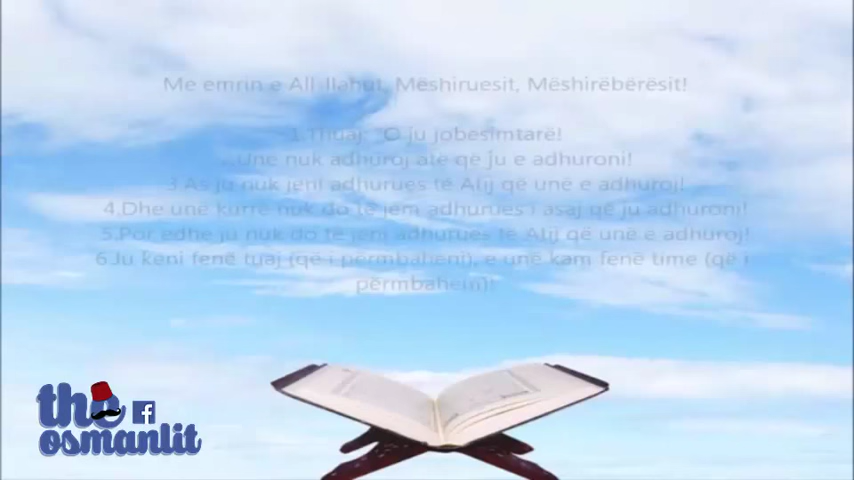 Me emrin e All-llahut, Mëshiruesit, Mëshirëbërësit!
1.Thuaj: "O ju jobesimtarë!
Unë nuk adhuroj atë që ju e adhuroni!
3.As ju nuk jeni adhurues të Atij që unë e adhuroj!
4.Dhe unë kurrë nuk do të jem adhurues i asaj që ju adhuroni!
5.Por edhe ju nuk do të jeni adhurues të Atij që unë e adhuroj!
6.Ju keni fenë tuaj (që i përmbaheni), e unë kam fenë time (që i
përmbahem)!
the
osmanlit